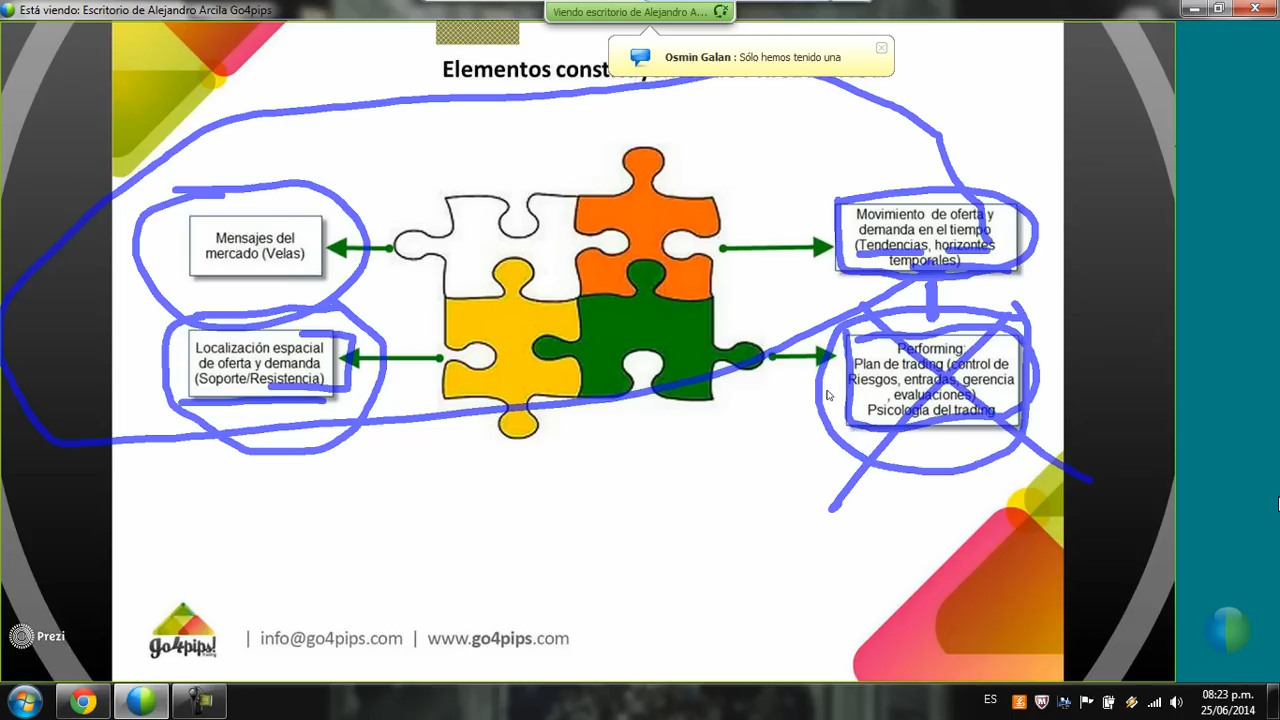 Está viendo: Escritorio de Alejandro Arcila Go4pips
Viendo escritorio de Alejandro A...
Osmin Galan : Sólo hemos tenido una
Elementos
Mensajes del
mercado (Velas)
Movimiento de oferta y
demanda en el tiempo
(Tendencias, horizontes
temporales)
Localización espacial
de oferta y demanda
(Soporte/Resistencia)
Performing:
Plan de trading (control de
Riesgos, entradas, gerencia
, evaluaciones)
Psicología del trading
go4pips!
| info@go4pips.com | www.go4pips.com
Prezi
ES
08:23 p.m.
25/06/2014